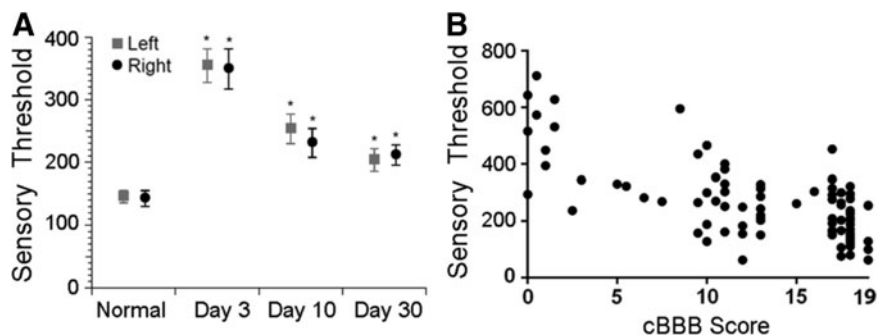 A
Sensory Threshold
400
300
200
100
0
Left
Right
* *
* *
* *
Normal Day 3 Day 10 Day 30
B
Sensory Threshold
800
600
400
200
0
0 5 10 15 19
cBBB Score